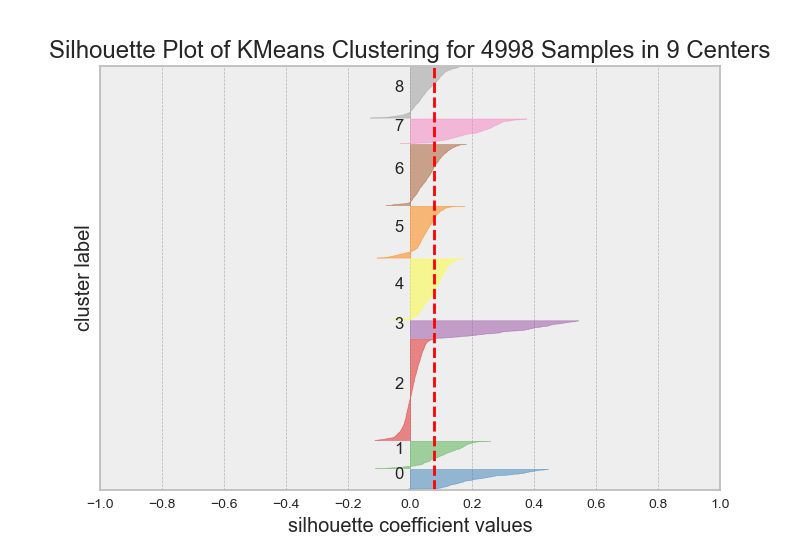 Silhouette Plot of KMeans Clustering for 4998 Samples in 9 Centers
8
7
6
5
4
3
2
1
0
cluster label
−1.0 −0.8 −0.6 −0.4 −0.2 0.0 0.2 0.4 0.6 0.8 1.0
silhouette coefficient values